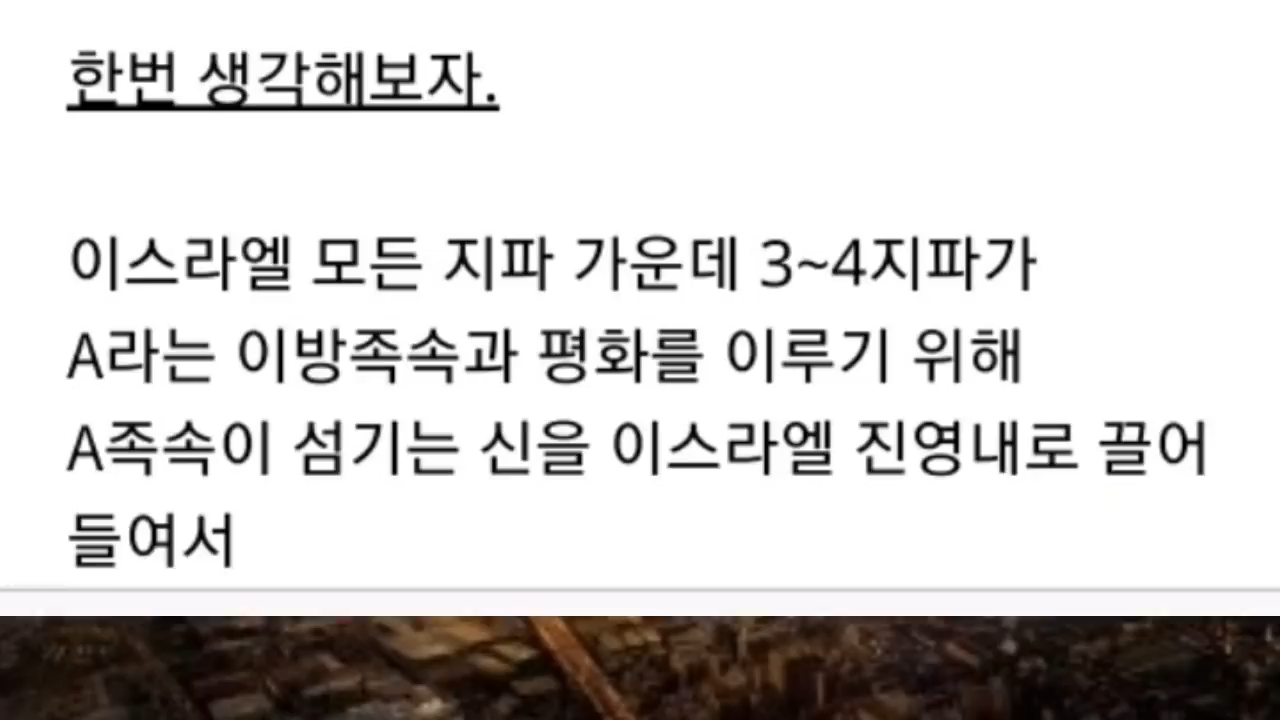 한번 생각해보자.
이스라엘 모든 지파 가운데 3~4지파가
A라는 이방족속과 평화를 이루기 위해
A족속이 섬기는 신을 이스라엘 진영내로 끌어
들여서